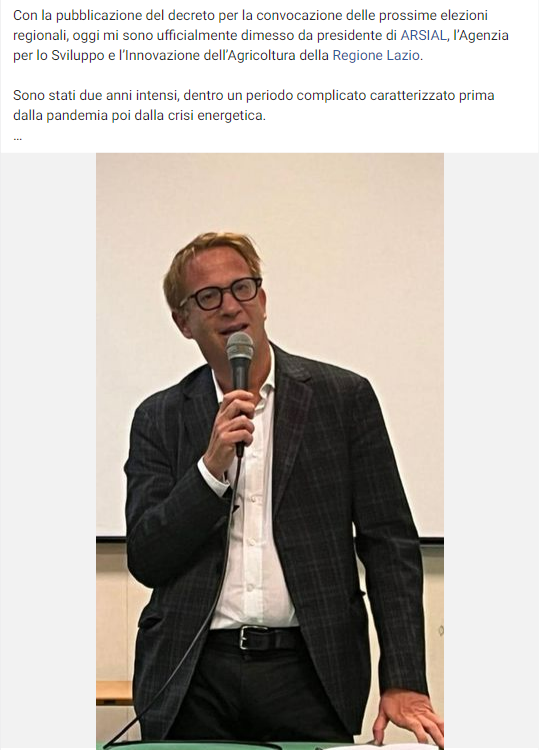 Con la pubblicazione del decreto per la convocazione delle prossime elezioni
regionali, oggi mi sono ufficialmente dimesso da presidente di ARSIAL, l’Agenzia
per lo Sviluppo e l’Innovazione dell’Agricoltura della Regione Lazio.
Sono stati due anni intensi, dentro un periodo complicato caratterizzato prima
dalla pandemia poi dalla crisi energetica.
...